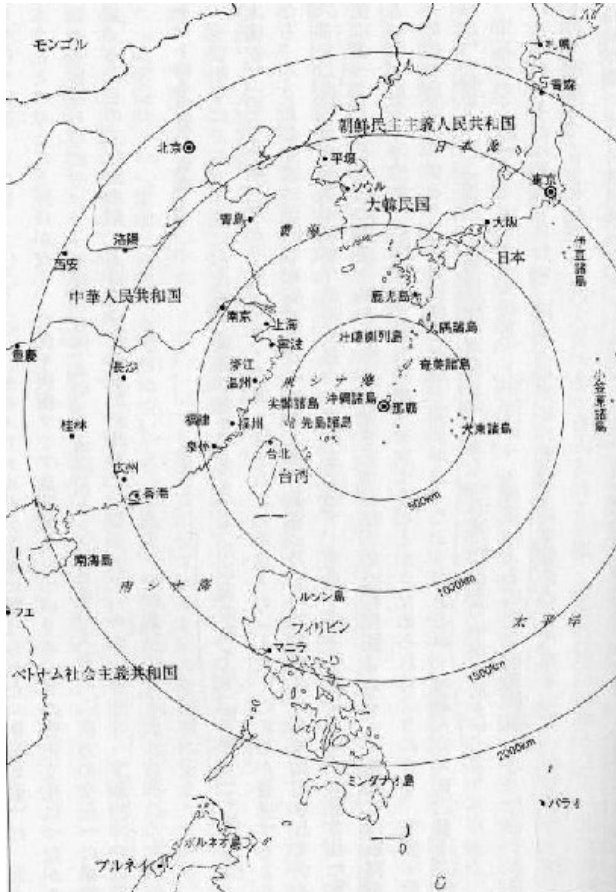 モンゴル
札幌
青森
朝鮮民主主義人民共和国
日本海
北京
平壌
東京
ソウル
大韓民国
青島
大阪
黄海
日本
伊豆諸島
洛陽
西安
中華人民共和国
鹿児島
南京
上海
大隅諸島
寧波
吐噶喇列島
重慶
浙江
奄美諸島
長沙
温州
東シナ海
小笠原諸島
尖閣諸島
沖縄諸島
那覇
桂林
福建
福州
先島諸島
大東諸島
泉州
台北
広州
台湾
香港
500km
南海島
南シナ海
1000km
ルソン島
フエ
フィリピン
太平洋
マニラ
ベトナム社会主義共和国
1500km
2000km
ミンダナオ島
パラオ
ボルネオ島
ブルネイ